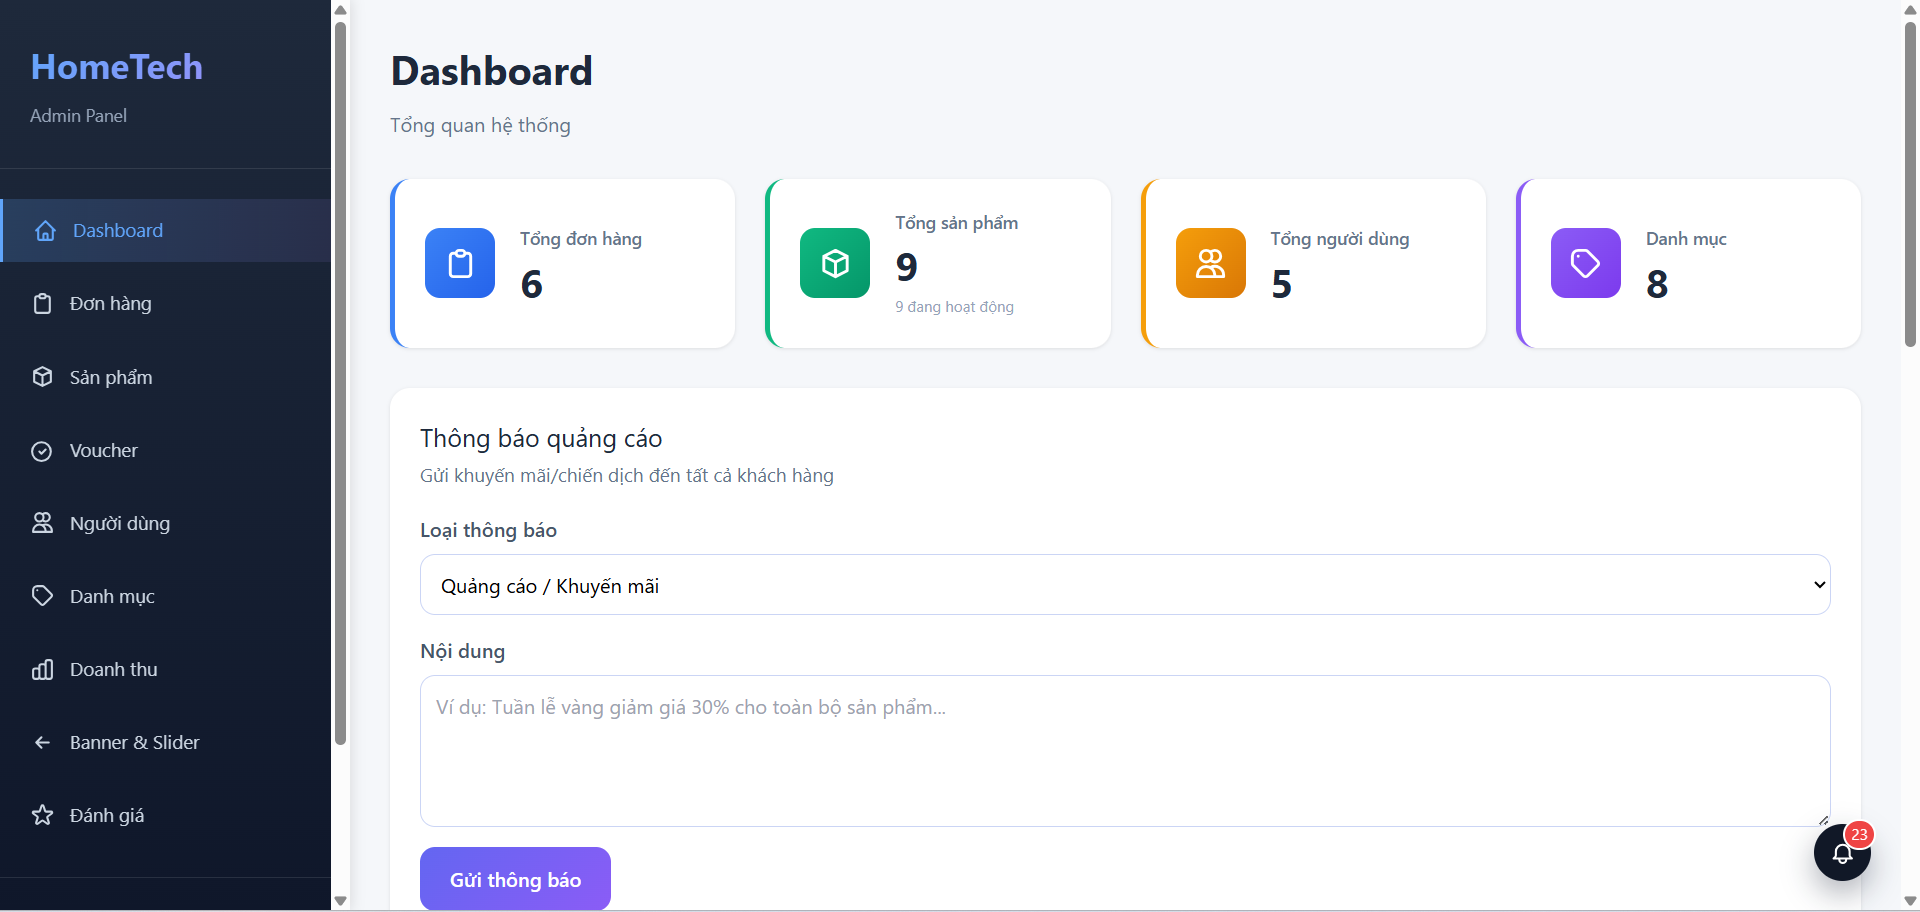 HomeTech
Admin Panel
Dashboard
Đơn hàng
Sản phẩm
Voucher
Người dùng
Danh mục
Doanh thu
Banner & Slider
Đánh giá
Dashboard
Tổng quan hệ thống
Tổng đơn hàng
6
Tổng sản phẩm
9
9 đang hoạt động
Tổng người dùng
5
Danh mục
8
Thông báo quảng cáo
Gửi khuyến mãi/chiến dịch đến tất cả khách hàng
Loại thông báo
Quảng cáo / Khuyến mãi
Nội dung
Ví dụ: Tuần lễ vàng giảm giá 30% cho toàn bộ sản phẩm...
Gửi thông báo
23